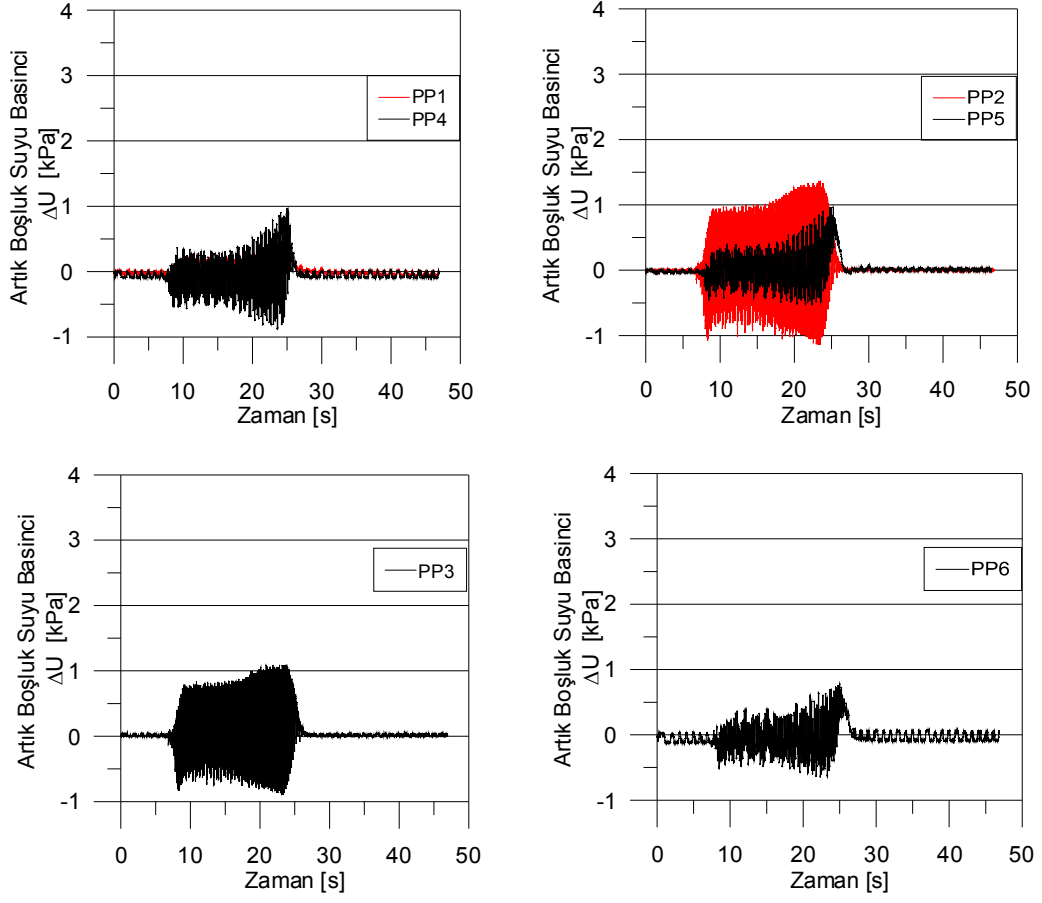 4
3
2
1
0
-1
Artık Boşluk Suyu Basinci
ΔU [kPa]
PP1
PP4
0 10 20 30 40 50
Zaman [s]
4
3
2
1
0
-1
Artık Boşluk Suyu Basinci
ΔU [kPa]
PP2
PP5
0 10 20 30 40 50
Zaman [s]
4
3
2
1
0
-1
Artık Boşluk Suyu Basinci
ΔU [kPa]
PP3
0 10 20 30 40 50
Zaman [s]
4
3
2
1
0
-1
Artık Boşluk Suyu Basinci
ΔU [kPa]
PP6
0 10 20 30 40 50
Zaman [s]